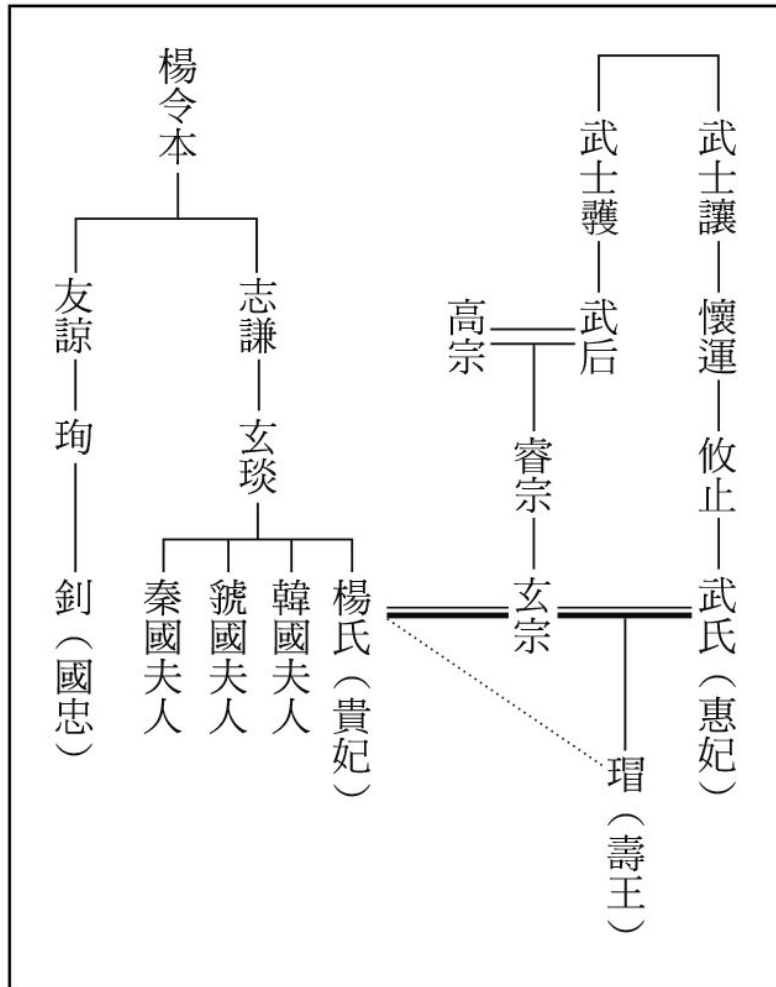 武士讓
懷運
攸止
武氏（惠妃）
武士彠
武后
高宗
睿宗
玄宗
瑁（壽王）
楊令本
志謙
玄琰
楊氏（貴妃）
韓國夫人
虢國夫人
秦國夫人
友諒
珣
釗（國忠）